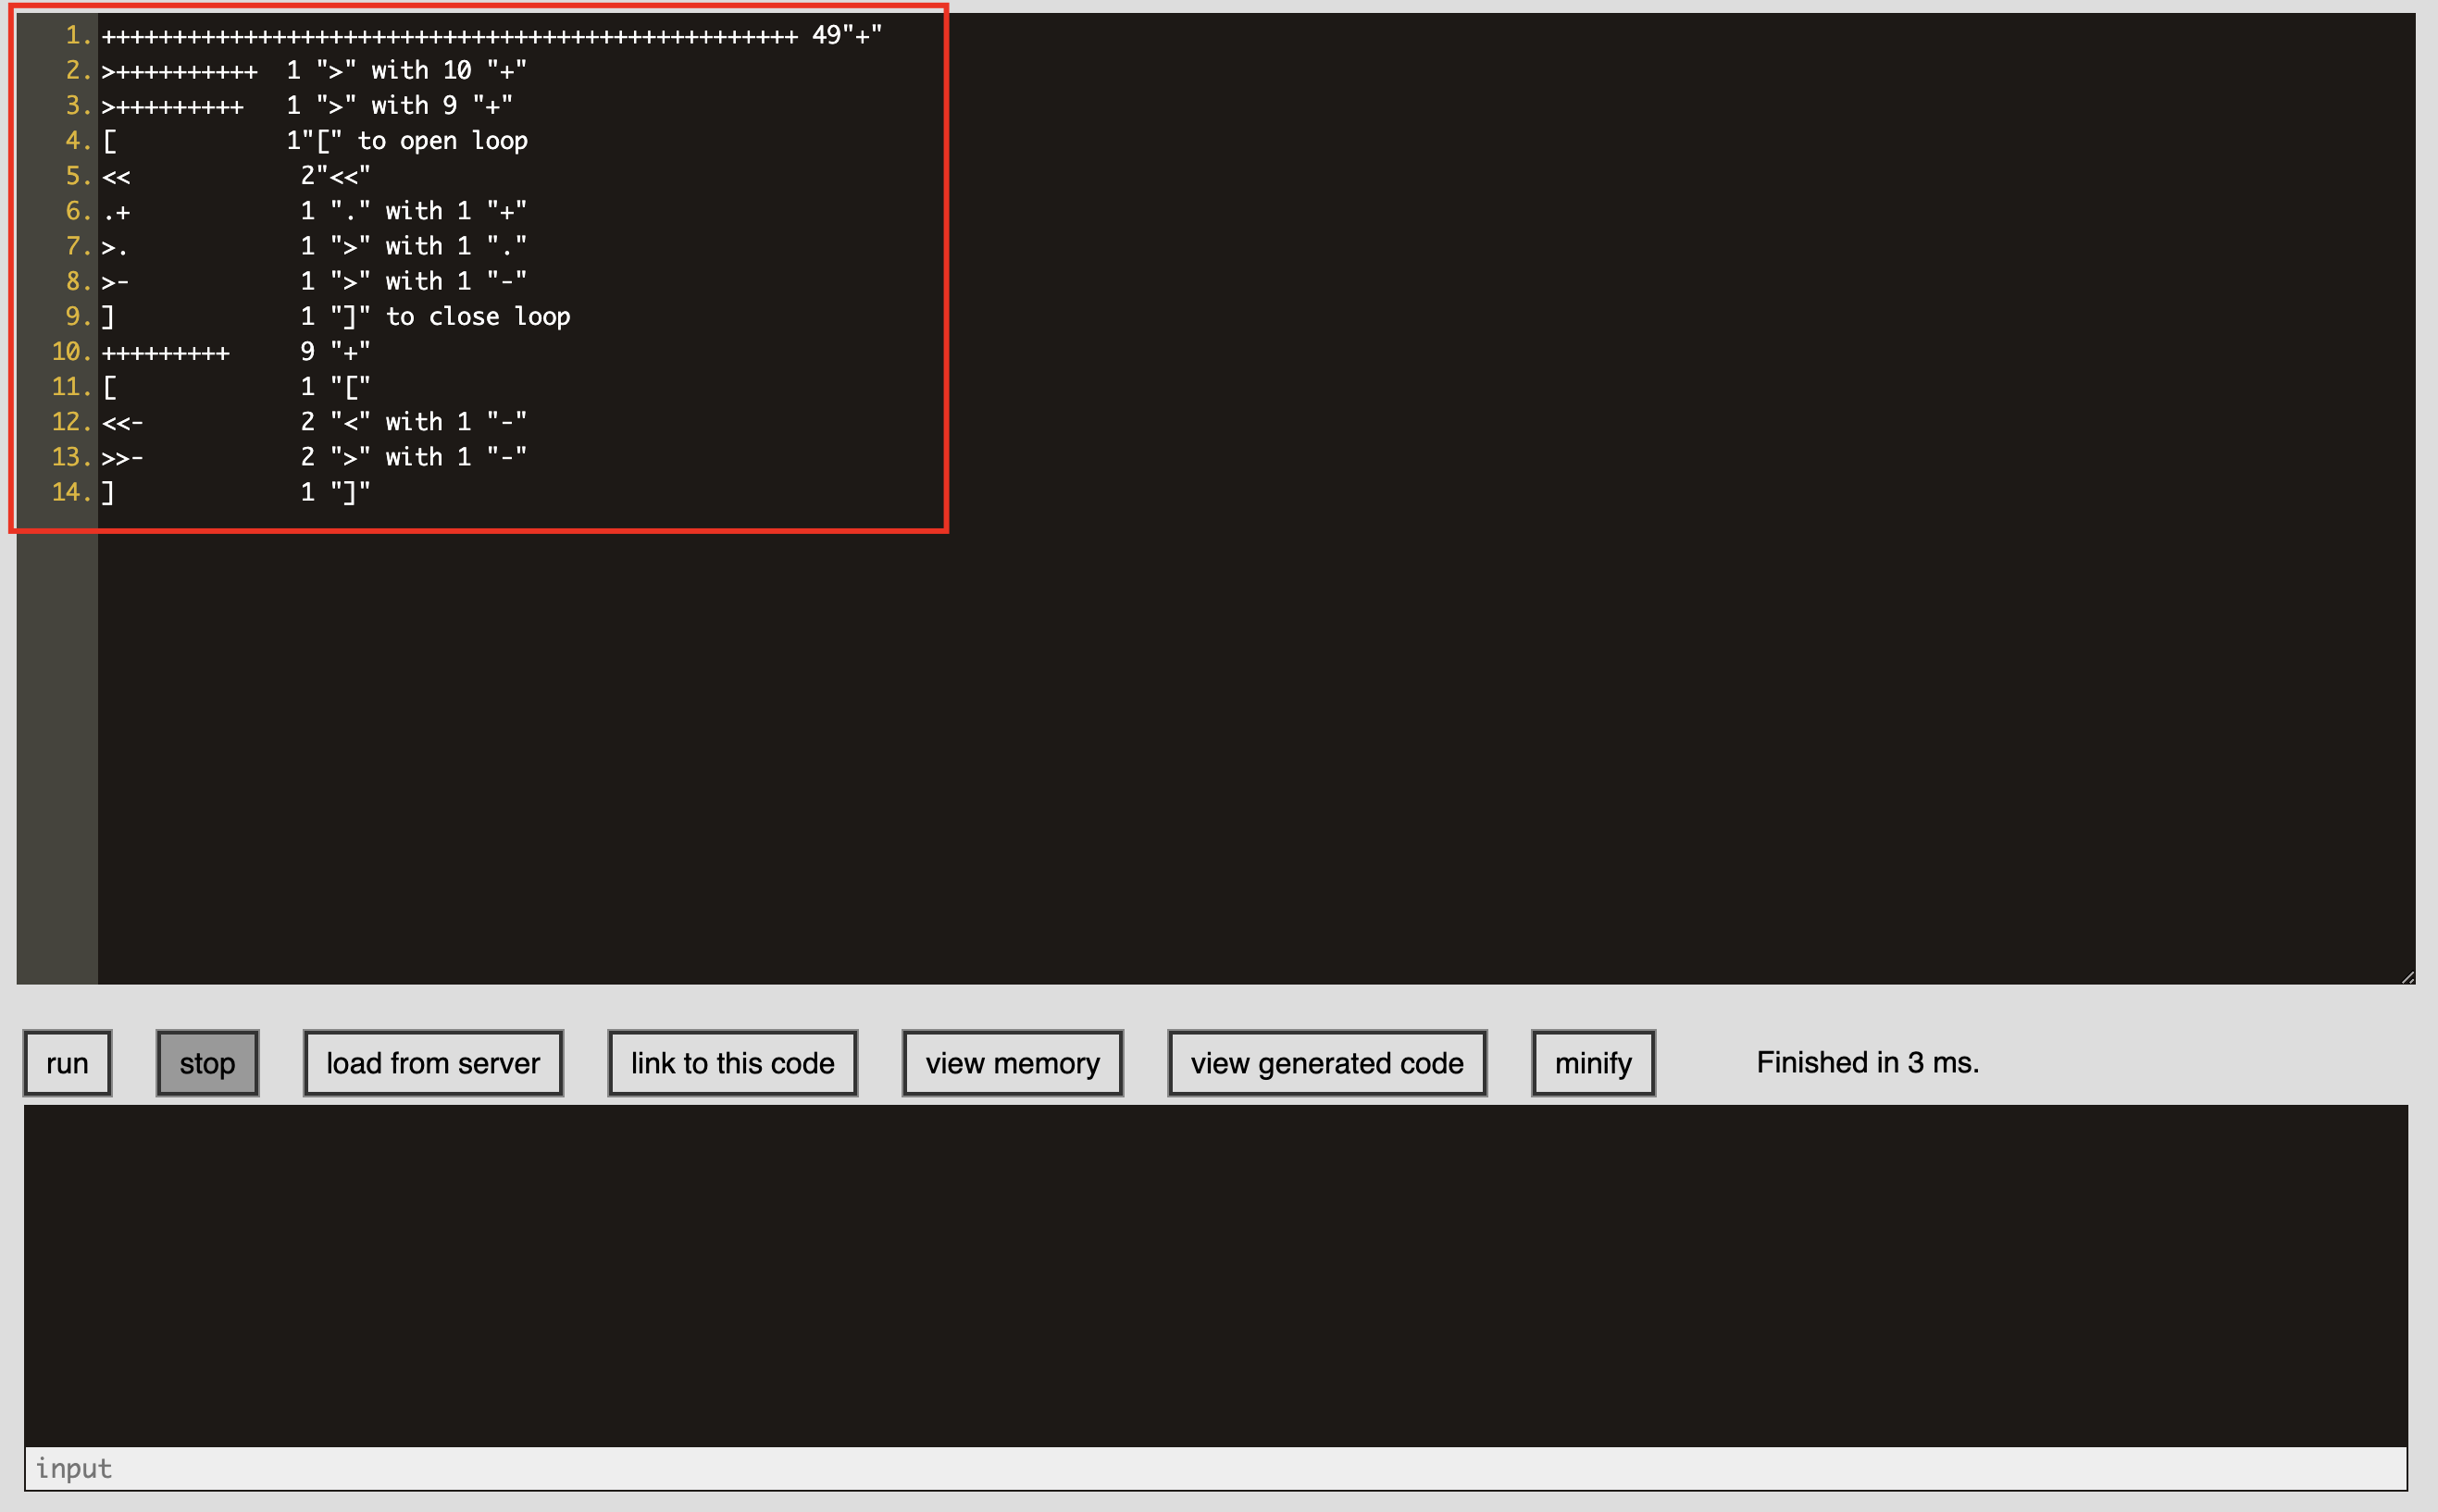 1. +++++++++++++++++++++++++++++++++++++++++++++++++ 49"+"
2. >++++++++++  1 ">" with 10 "+"
3. >+++++++++   1 ">" with 9 "+"
4. [            1"[" to open loop
5. <<            2"<<"
6. .+            1 "." with 1 "+"
7. >.            1 ">" with 1 "."
8. >-            1 ">" with 1 "-"
9. ]             1 "]" to close loop
10. +++++++++     9 "+"
11. [             1 "["
12. <<-           2 "<" with 1 "-"
13. >>-           2 ">" with 1 "-"
14. ]             1 "]"
run stop load from server link to this code view memory view generated code minify Finished in 3 ms.
input